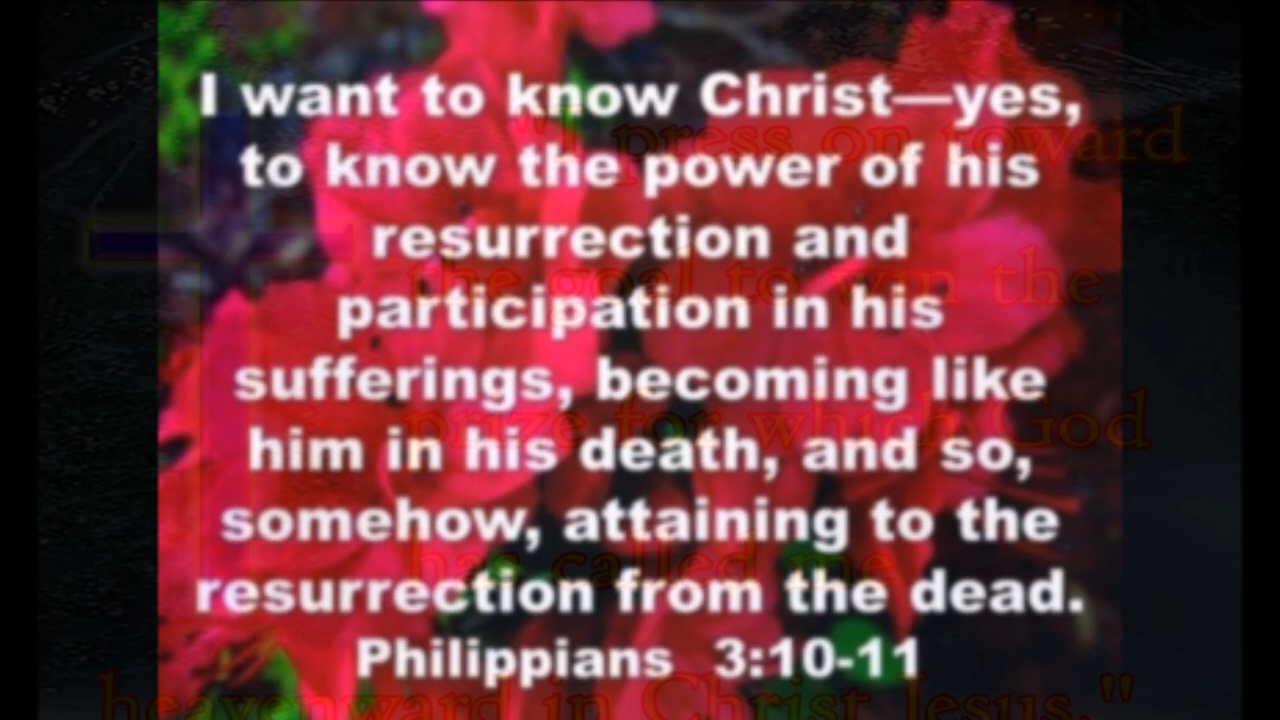 I want to know Christ—yes,
to know the power of his
resurrection and
participation in his
sufferings, becoming like
him in his death, and so,
somehow, attaining to the
resurrection from the dead.
Philippians 3:10-11
"I press on toward
the goal to win the
prize for which God
has called me
heavenward in Christ Jesus."